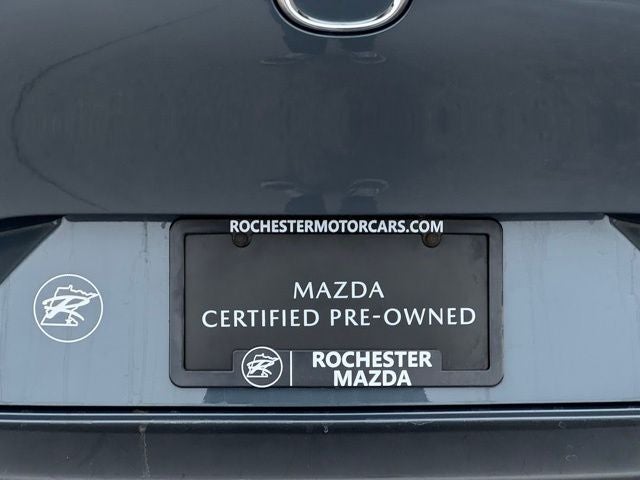 ROCHESTERMOTORCARS.COM
MAZDA
CERTIFIED PRE-OWNED
ROCHESTER
MAZDA